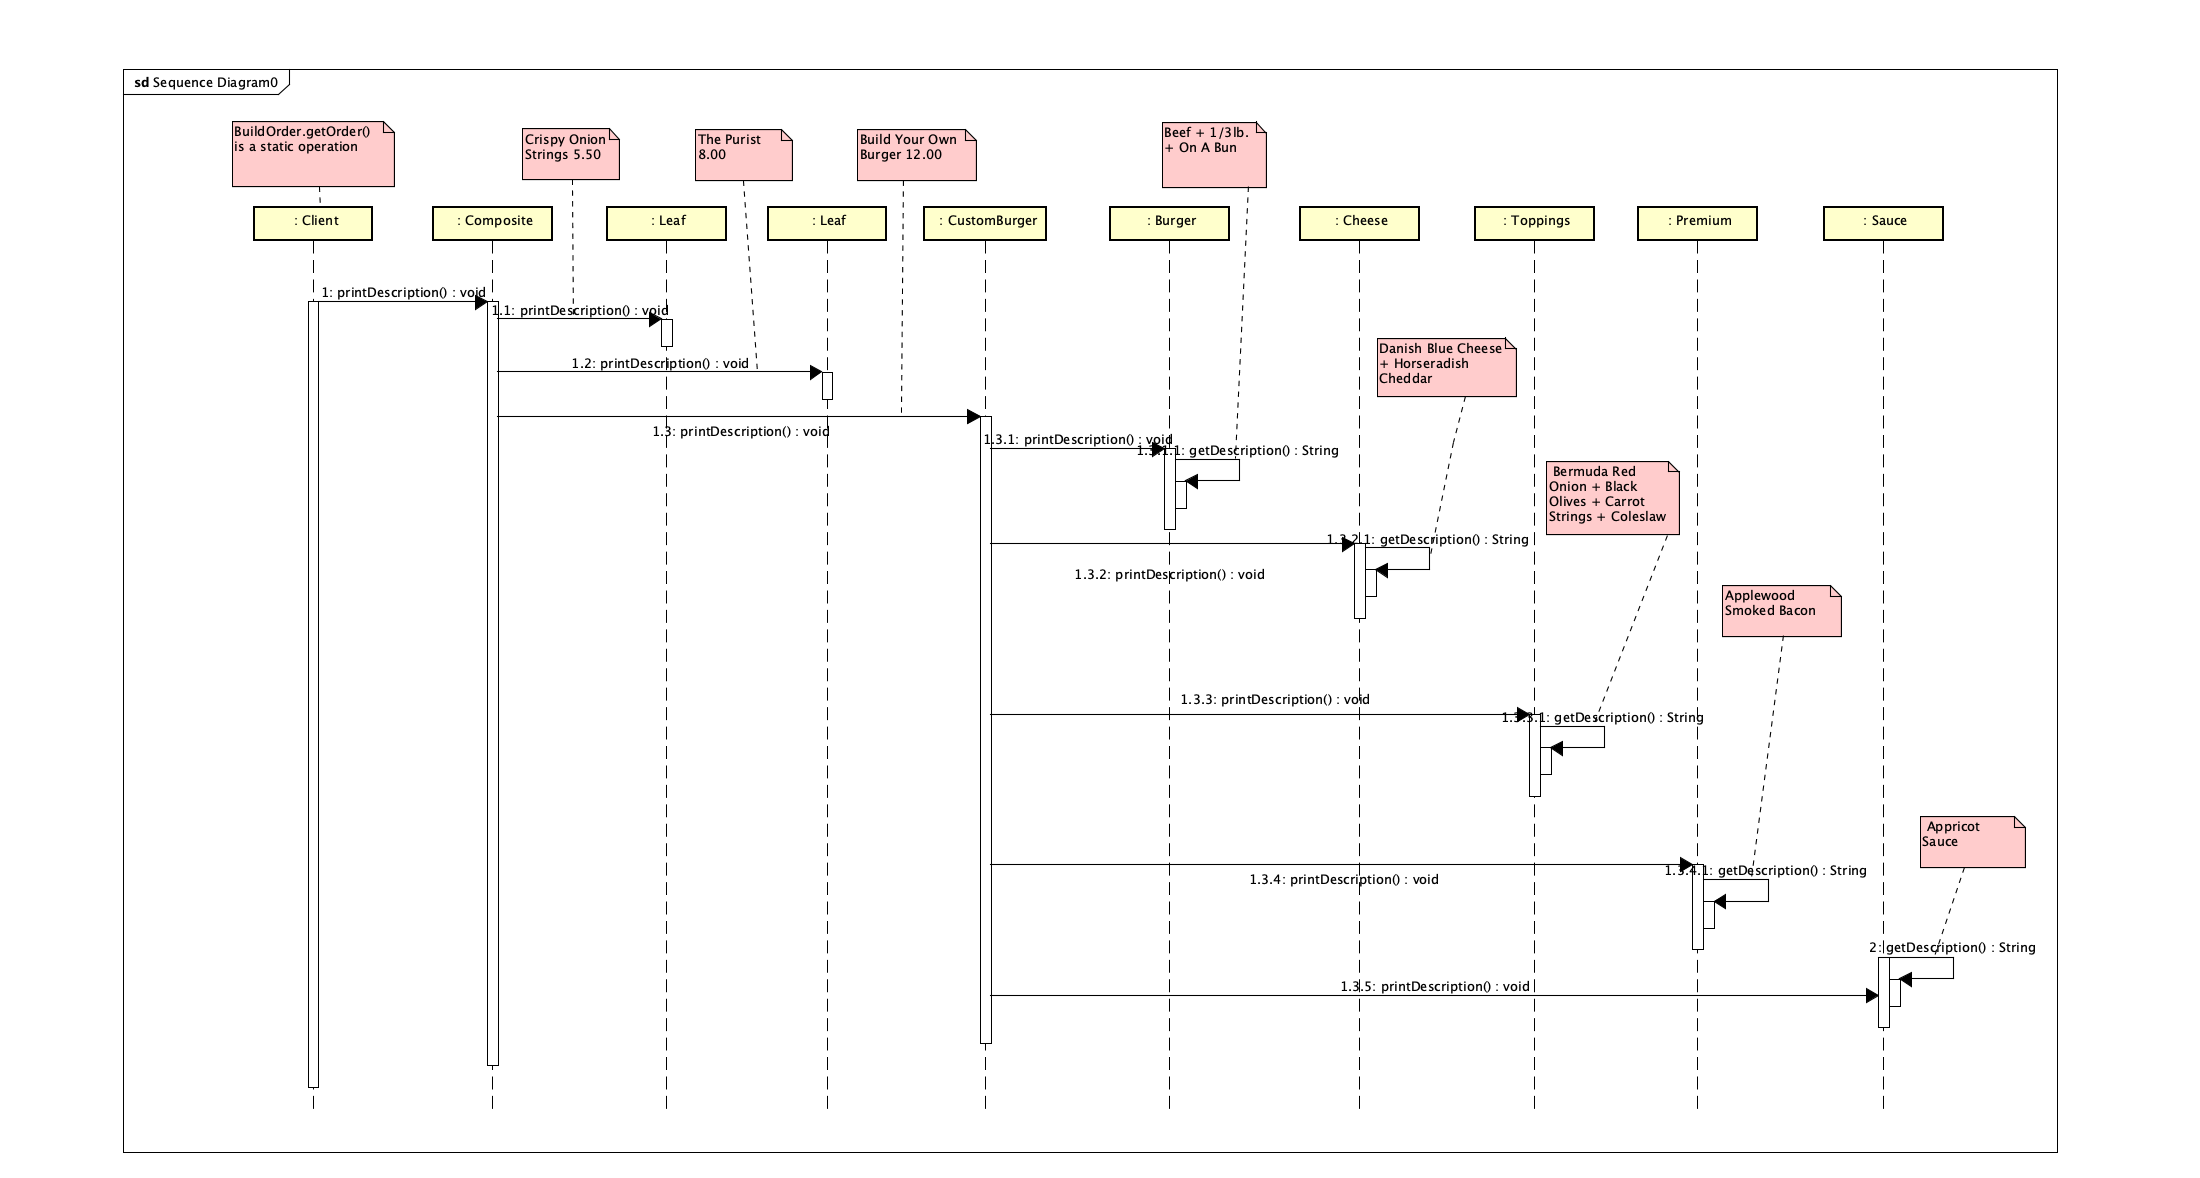 sd Sequence Diagram0
BuildOrder.getOrder()
is a static operation
Crispy Onion
Strings 5.50
The Purist
8.00
Build Your Own
Burger 12.00
Beef + 1/3lb.
+ On A Bun
: Client
: Composite
: Leaf
: Leaf
: CustomBurger
: Burger
: Cheese
: Toppings
: Premium
: Sauce
1: printDescription() : void
1.1: printDescription() : void
1.2: printDescription() : void
Danish Blue Cheese
+ Horseradish
Cheddar
1.3: printDescription() : void
1.3.1: printDescription() : void
1.3.1.1: getDescription() : String
Bermuda Red
Onion + Black
Olives + Carrot
Strings + Coleslaw
1.3.2.1: getDescription() : String
1.3.2: printDescription() : void
Applewood
Smoked Bacon
1.3.3: printDescription() : void
1.3.3.1: getDescription() : String
Appricot
Sauce
1.3.4.1: getDescription() : String
1.3.4: printDescription() : void
2: getDescription() : String
1.3.5: printDescription() : void